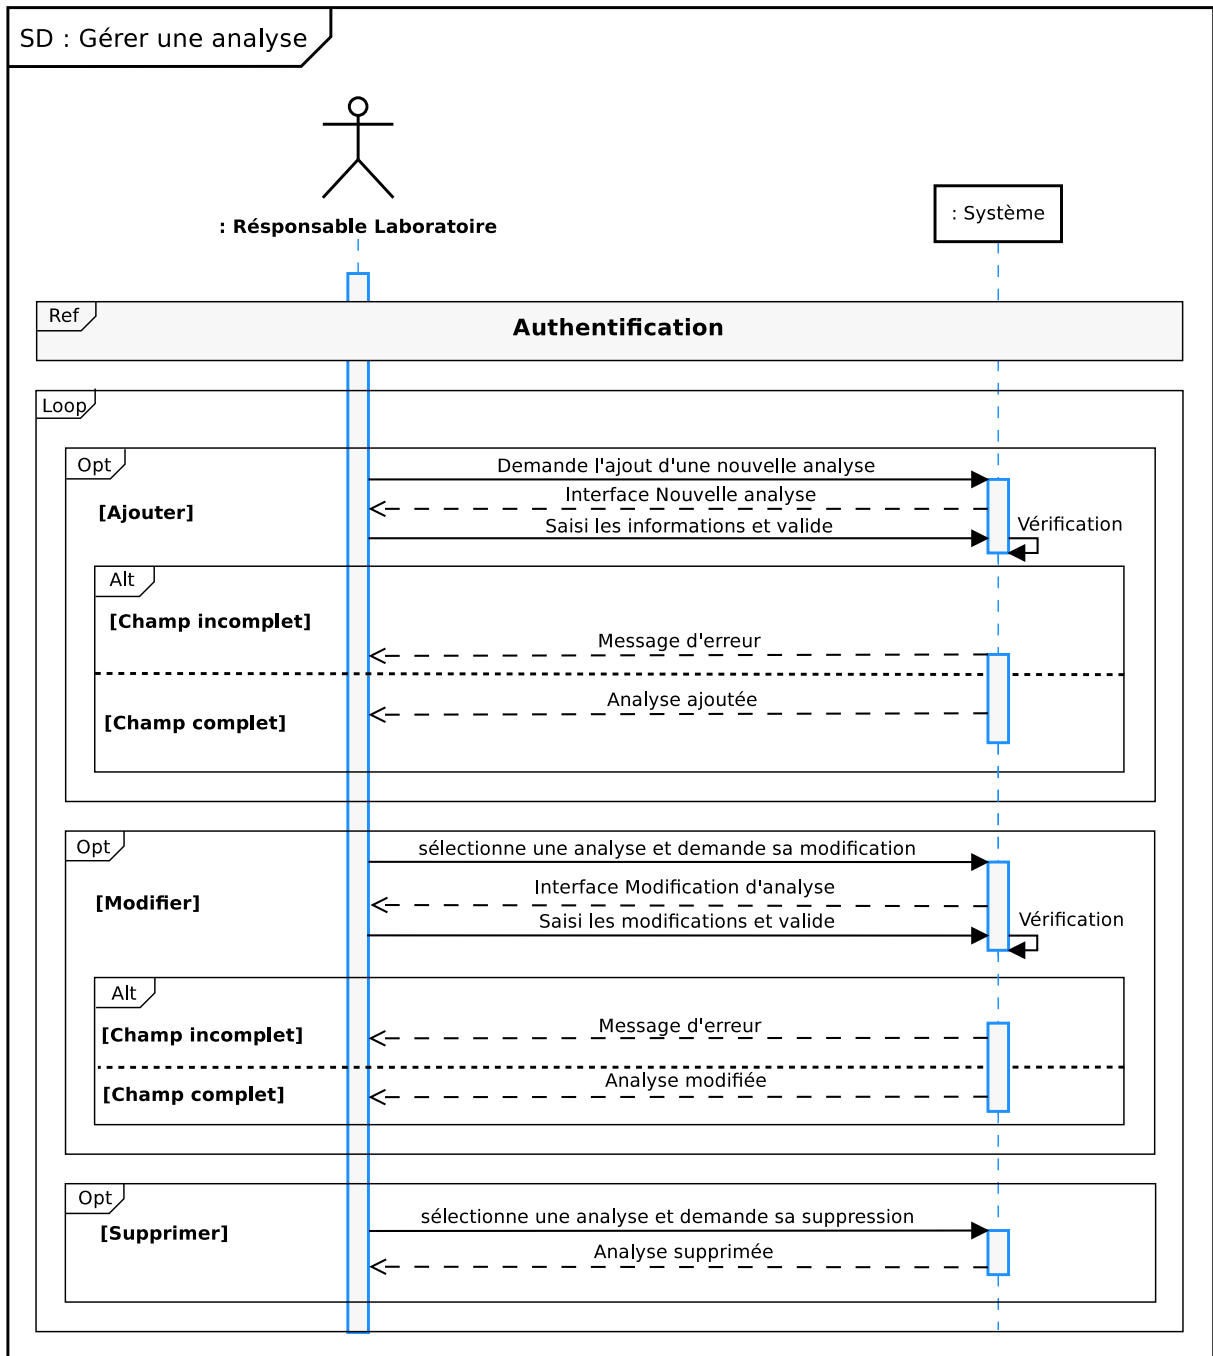 SD : Gérer une analyse
: Résponsable Laboratoire
: Système
Ref
Authentification
Loop
Opt
Demande l'ajout d'une nouvelle analyse
Interface Nouvelle analyse
[Ajouter]
Saisi les informations et valide
Vérification
Alt
[Champ incomplet]
Message d'erreur
Analyse ajoutée
[Champ complet]
Opt
sélectionne une analyse et demande sa modification
Interface Modification d'analyse
[Modifier]
Saisi les modifications et valide
Vérification
Alt
[Champ incomplet]
Message d'erreur
Analyse modifiée
[Champ complet]
Opt
sélectionne une analyse et demande sa suppression
[Supprimer]
Analyse supprimée